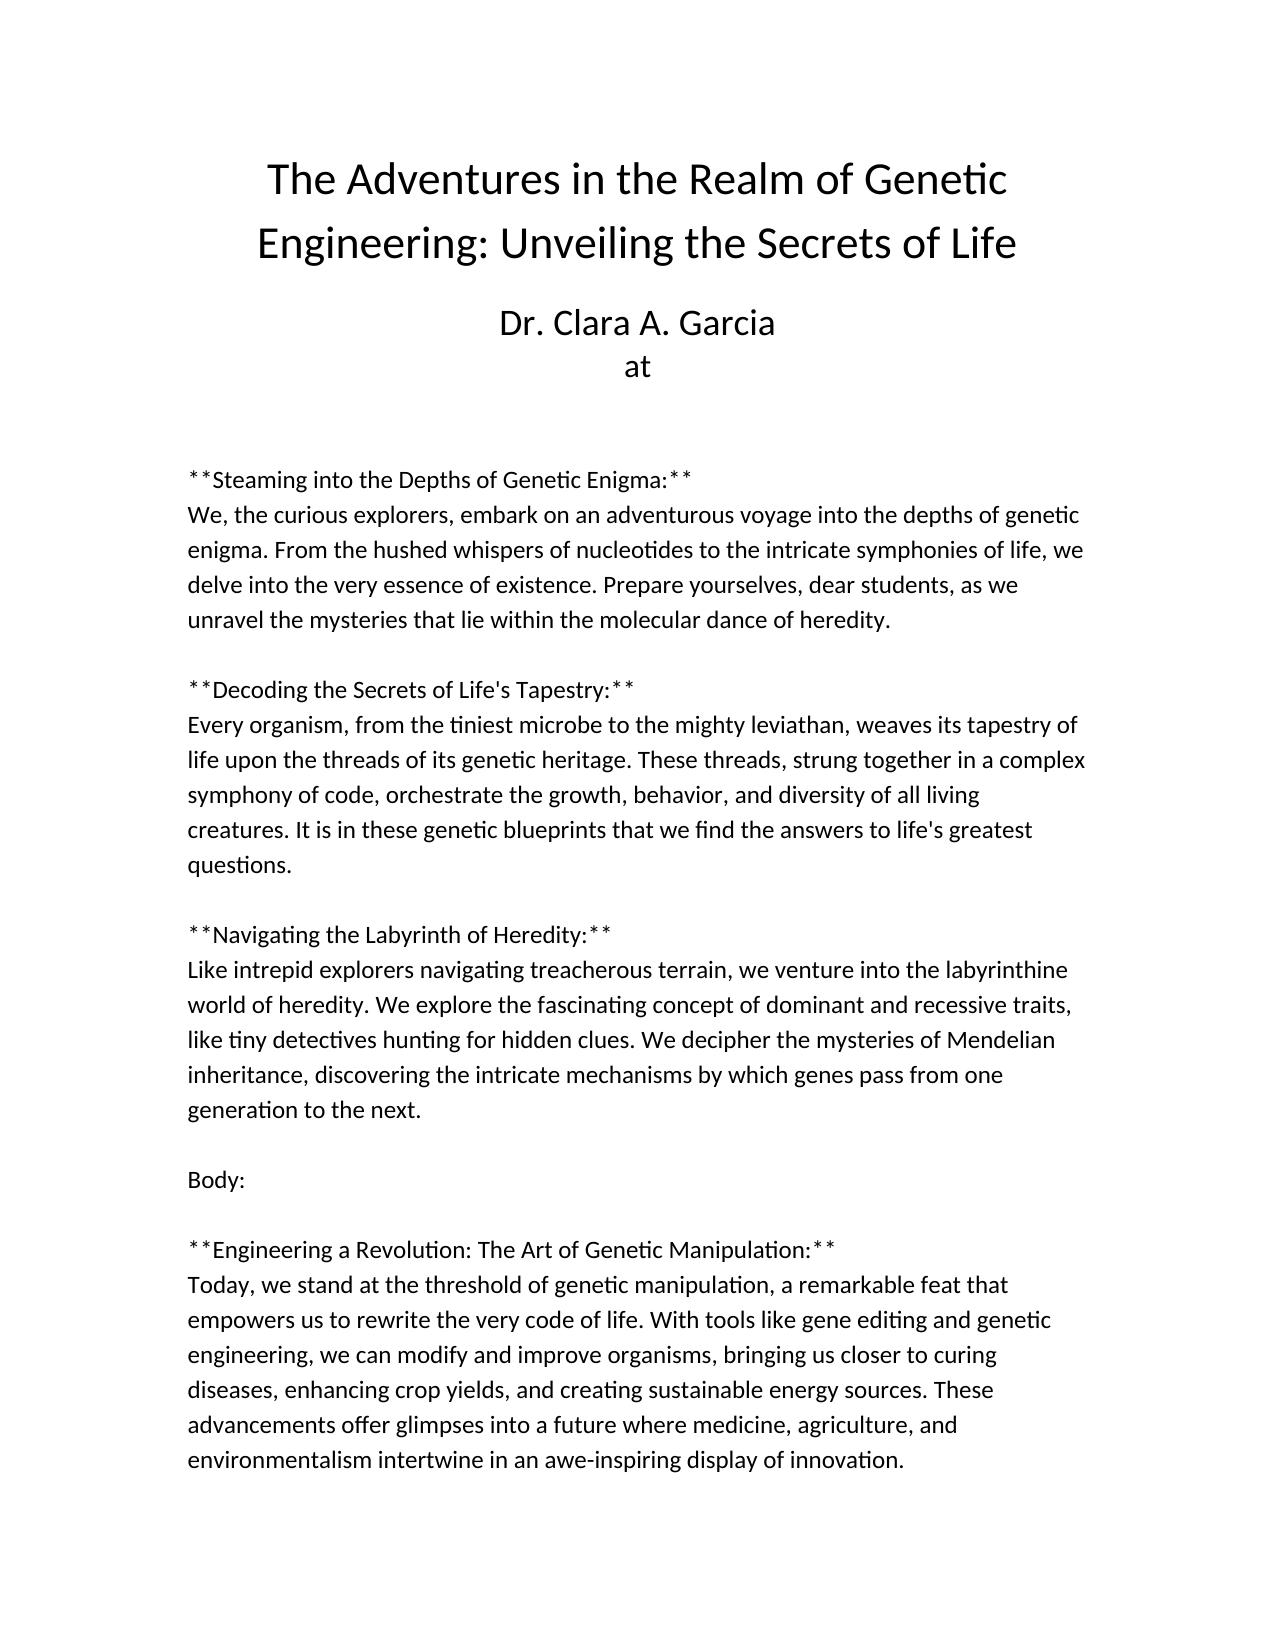 The Adventures in the Realm of Genetic
Engineering: Unveiling the Secrets of Life
Dr. Clara A. Garcia
at
**Steaming into the Depths of Genetic Enigma:**
We, the curious explorers, embark on an adventurous voyage into the depths of genetic
enigma. From the hushed whispers of nucleotides to the intricate symphonies of life, we
delve into the very essence of existence. Prepare yourselves, dear students, as we
unravel the mysteries that lie within the molecular dance of heredity.
**Decoding the Secrets of Life's Tapestry:**
Every organism, from the tiniest microbe to the mighty leviathan, weaves its tapestry of
life upon the threads of its genetic heritage. These threads, strung together in a complex
symphony of code, orchestrate the growth, behavior, and diversity of all living
creatures. It is in these genetic blueprints that we find the answers to life's greatest
questions.
**Navigating the Labyrinth of Heredity:**
Like intrepid explorers navigating treacherous terrain, we venture into the labyrinthine
world of heredity. We explore the fascinating concept of dominant and recessive traits,
like tiny detectives hunting for hidden clues. We decipher the mysteries of Mendelian
inheritance, discovering the intricate mechanisms by which genes pass from one
generation to the next.
Body:
**Engineering a Revolution: The Art of Genetic Manipulation:**
Today, we stand at the threshold of genetic manipulation, a remarkable feat that
empowers us to rewrite the very code of life. With tools like gene editing and genetic
engineering, we can modify and improve organisms, bringing us closer to curing
diseases, enhancing crop yields, and creating sustainable energy sources. These
advancements offer glimpses into a future where medicine, agriculture, and
environmentalism intertwine in an awe-inspiring display of innovation.